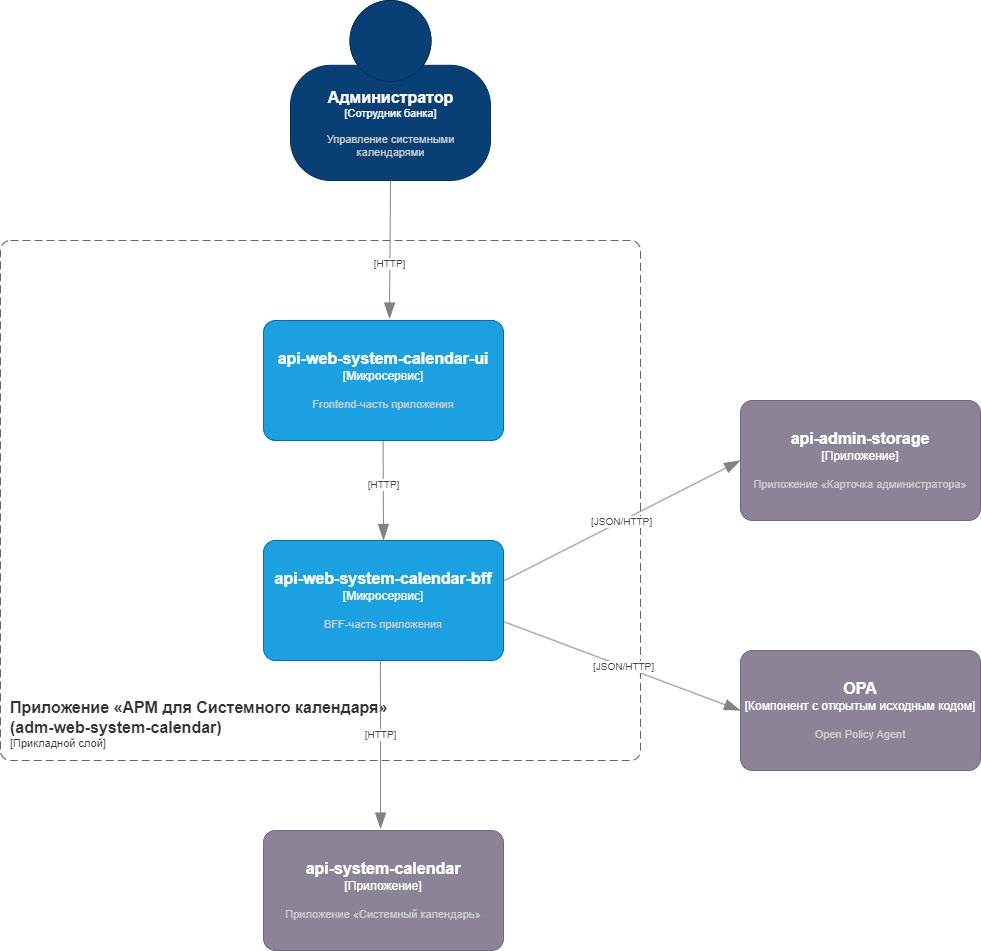 Администратор
[Сотрудник банка]
Управление системными
календарями
[HTTP]
api-web-system-calendar-ui
[Микросервис]
Frontend-часть приложения
[HTTP]
api-admin-storage
[Приложение]
Приложение «Карточка администратора»
[JSON/HTTP]
api-web-system-calendar-bff
[Микросервис]
BFF-часть приложения
[JSON/HTTP]
OPA
[Компонент с открытым исходным кодом]
Open Policy Agent
Приложение «АРМ для Системного календаря»
(adm-web-system-calendar)
[Прикладной слой]
[HTTP]
api-system-calendar
[Приложение]
Приложение «Системный календарь»